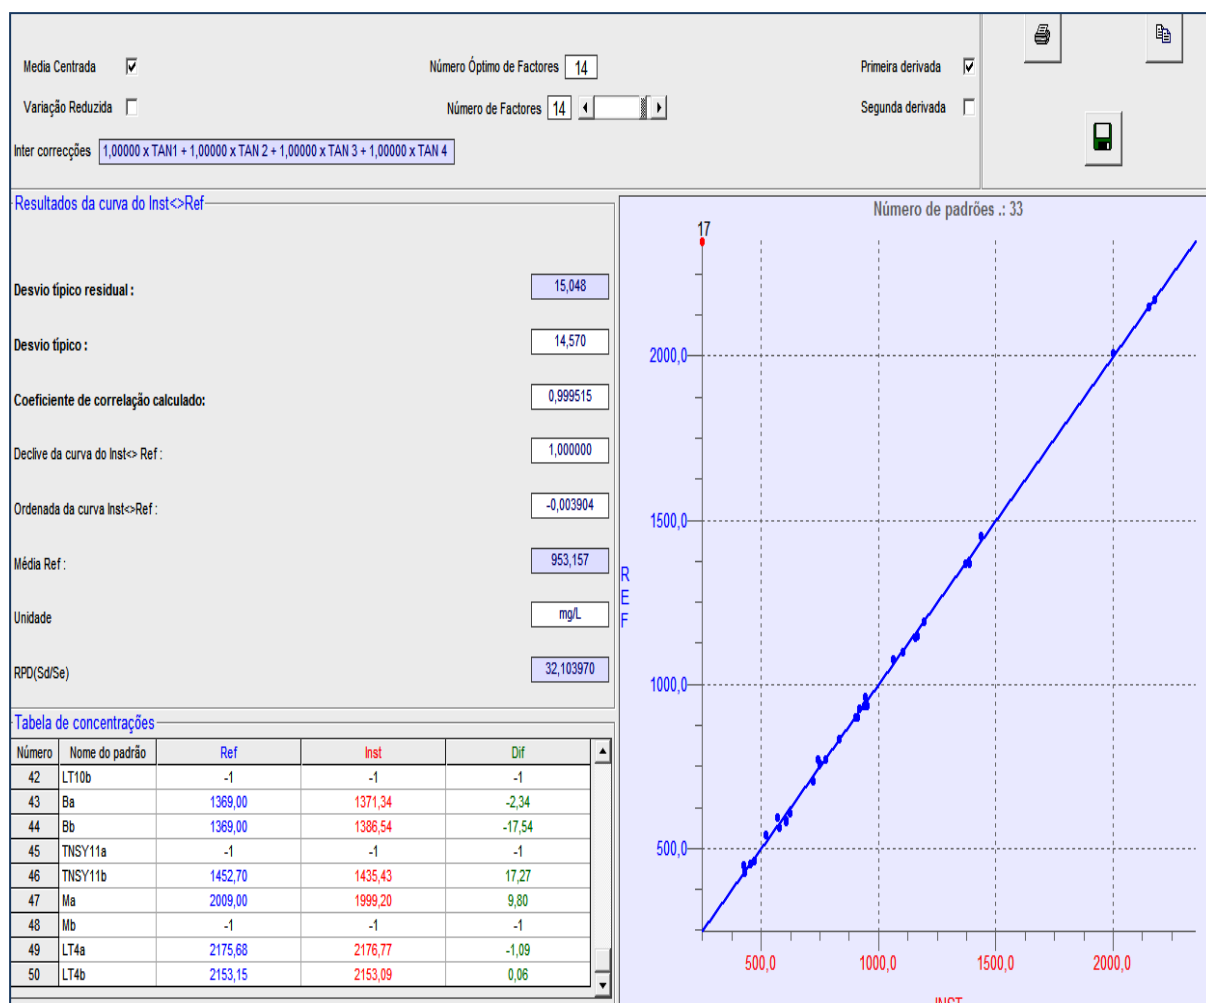 Media Centrada
Número Óptimo de Factores 14
Primeira derivada
Variação Reduzida
Número de Factores 14
Segunda derivada
Inter correcções 1,00000 x TAN1 + 1,00000 x TAN 2 + 1,00000 x TAN 3 + 1,00000 x TAN 4
Resultados da curva do Inst<>Ref
Desvio típico residual : 15,048
Desvio típico : 14,570
Coeficiente de correlação calculado: 0,999515
Declive da curva do Inst<> Ref : 1,000000
Ordenada da curva Inst<>Ref : -0,003904
Média Ref : 953,157
Unidade mg/L
RPD(Sd/Se) 32,103970
Tabela de concentrações
Número Nome do padrão Ref Inst Dif
42 LT10b -1 -1 -1
43 Ba 1369,00 1371,34 -2,34
44 Bb 1369,00 1386,54 -17,54
45 TNSY11a -1 -1 -1
46 TNSY11b 1452,70 1435,43 17,27
47 Ma 2009,00 1999,20 9,80
48 Mb -1 -1 -1
49 LT4a 2175,68 2176,77 -1,09
50 LT4b 2153,15 2153,09 0,06
Número de padrões .: 33
17
2000,0
1500,0
1000,0
500,0
REF
500,0 1000,0 1500,0 2000,0
INST